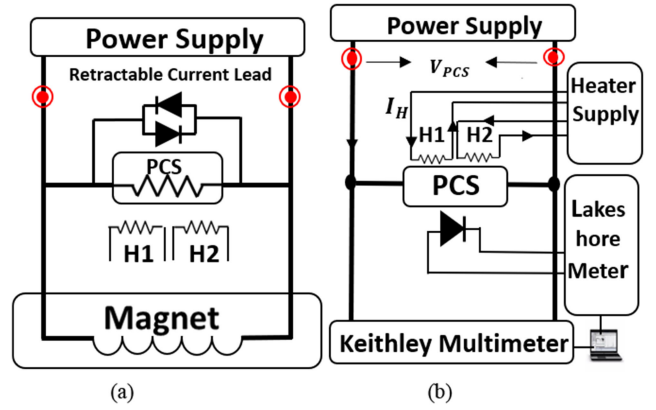 Power Supply
Retractable Current Lead
PCS
H1 H2
Magnet
(a)
Power Supply
V_PCS
I_H
H1 H2
Heater
Supply
PCS
Lakes
hore
Meter
Keithley Multimeter
(b)